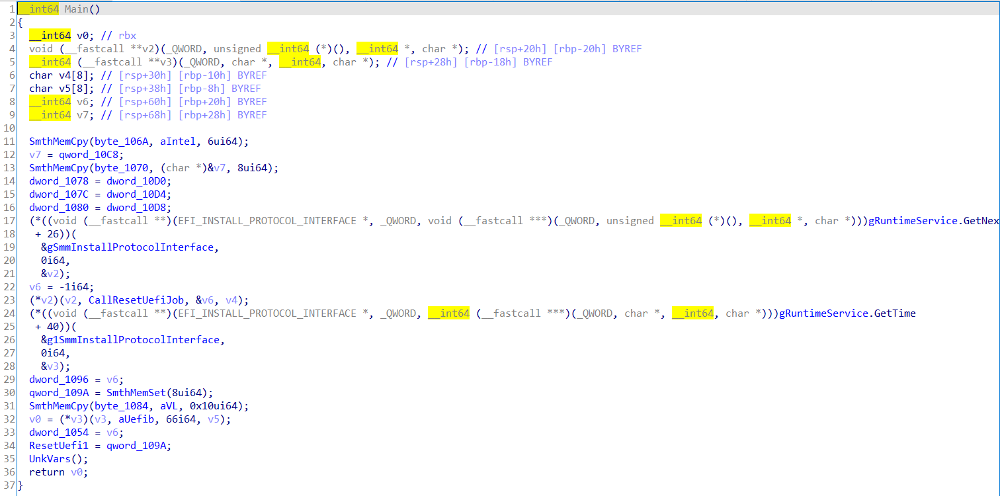 1 __int64 Main()
2 {
3 __int64 v0; // rbx
4 void (__fastcall **v2)(_QWORD, unsigned __int64 (*)(), __int64 *, char *); // [rsp+20h] [rbp-20h] BYREF
5 __int64 (__fastcall **v3)(_QWORD, char *, __int64, char *); // [rsp+28h] [rbp-18h] BYREF
6 char v4[8]; // [rsp+30h] [rbp-10h] BYREF
7 char v5[8]; // [rsp+38h] [rbp-8h] BYREF
8 __int64 v6; // [rsp+60h] [rbp+20h] BYREF
9 __int64 v7; // [rsp+68h] [rbp+28h] BYREF
10
11 SmthMemCpy(byte_106A, aIntel, 6ui64);
12 v7 = qword_10C8;
13 SmthMemCpy(byte_1070, (char *)&v7, 8ui64);
14 dword_1078 = dword_10D0;
15 dword_107C = dword_10D4;
16 dword_1080 = dword_10D8;
17 (*((void (__fastcall **)(EFI_INSTALL_PROTOCOL_INTERFACE *, _QWORD, void (__fastcall ***)(_QWORD, unsigned __int64 (*)(), __int64 *, char *)))gRuntimeService.GetNex
18 + 26))(
19 &gSmmInstallProtocolInterface,
20 0i64,
21 &v2);
22 v6 = -1i64;
23 (*v2)(v2, CallResetUefiJob, &v6, v4);
24 (*((void (__fastcall **)(EFI_INSTALL_PROTOCOL_INTERFACE *, _QWORD, __int64 (__fastcall ***)(_QWORD, char *, __int64, char *)))gRuntimeService.GetTime
25 + 40))(
26 &g1SmmInstallProtocolInterface,
27 0i64,
28 &v3);
29 dword_1096 = v6;
30 qword_109A = SmthMemSet(8ui64);
31 SmthMemCpy(byte_1084, aVL, 0x10ui64);
32 v0 = (*v3)(v3, aUefib, 66i64, v5);
33 dword_1054 = v6;
34 ResetUefi1 = qword_109A;
35 UnkVars();
36 return v0;
37 }